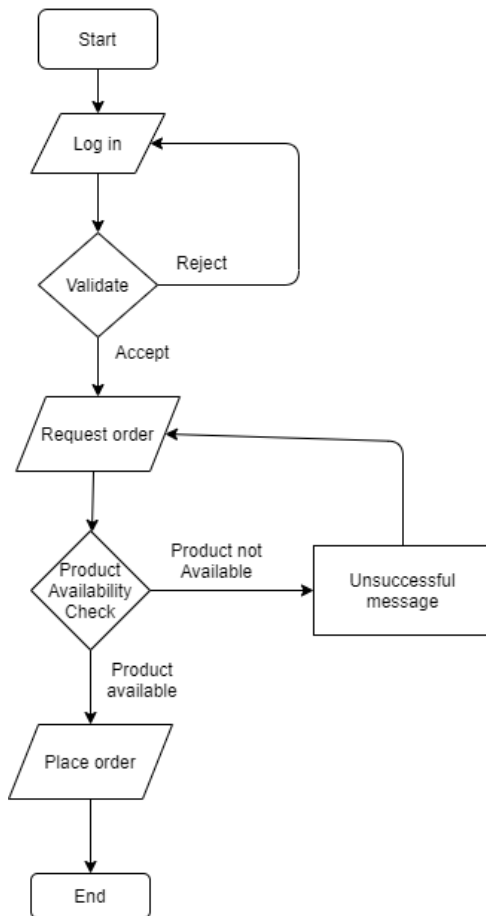 Start
Log in
Reject
Validate
Accept
Request order
Product not
Available
Product
Availability
Check
Unsuccessful
message
Product
available
Place order
End